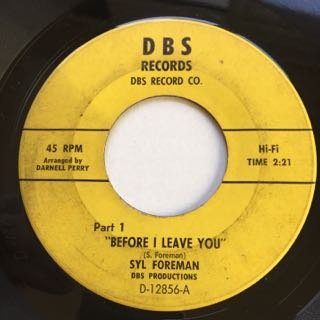 DBS
RECORDS
DBS RECORD CO.
45 RPM
Arranged by
DARNELL PERRY
Hi-Fi
TIME 2:21
Part 1
"BEFORE I LEAVE YOU"
(S. Foreman)
SYL FOREMAN
DBS PRODUCTIONS
D-12856-A